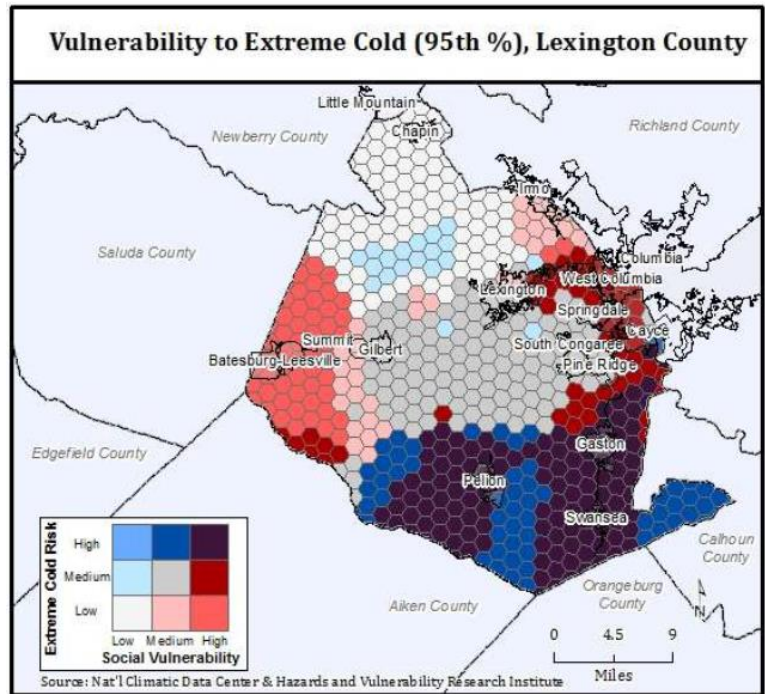 Vulnerability to Extreme Cold (95th %), Lexington County
Little Mountain
Newberry County
Chapin
Richland County
Irmo
Saluda County
Columbia
West Columbia
Lexington
Springdale
Cayce
Summit
South Congaree
Gilbert
Batesburg-Leesville
Pine Ridge
Edgefield County
Gaston
Pelion
Swansea
Calhoun
County
Orangeburg
County
Aiken County
N
Extreme Cold Risk
High
Medium
Low
Low Medium High
Social Vulnerability
0 4.5 9
Miles
Source: Nat'l Climatic Data Center & Hazards and Vulnerability Research Institute